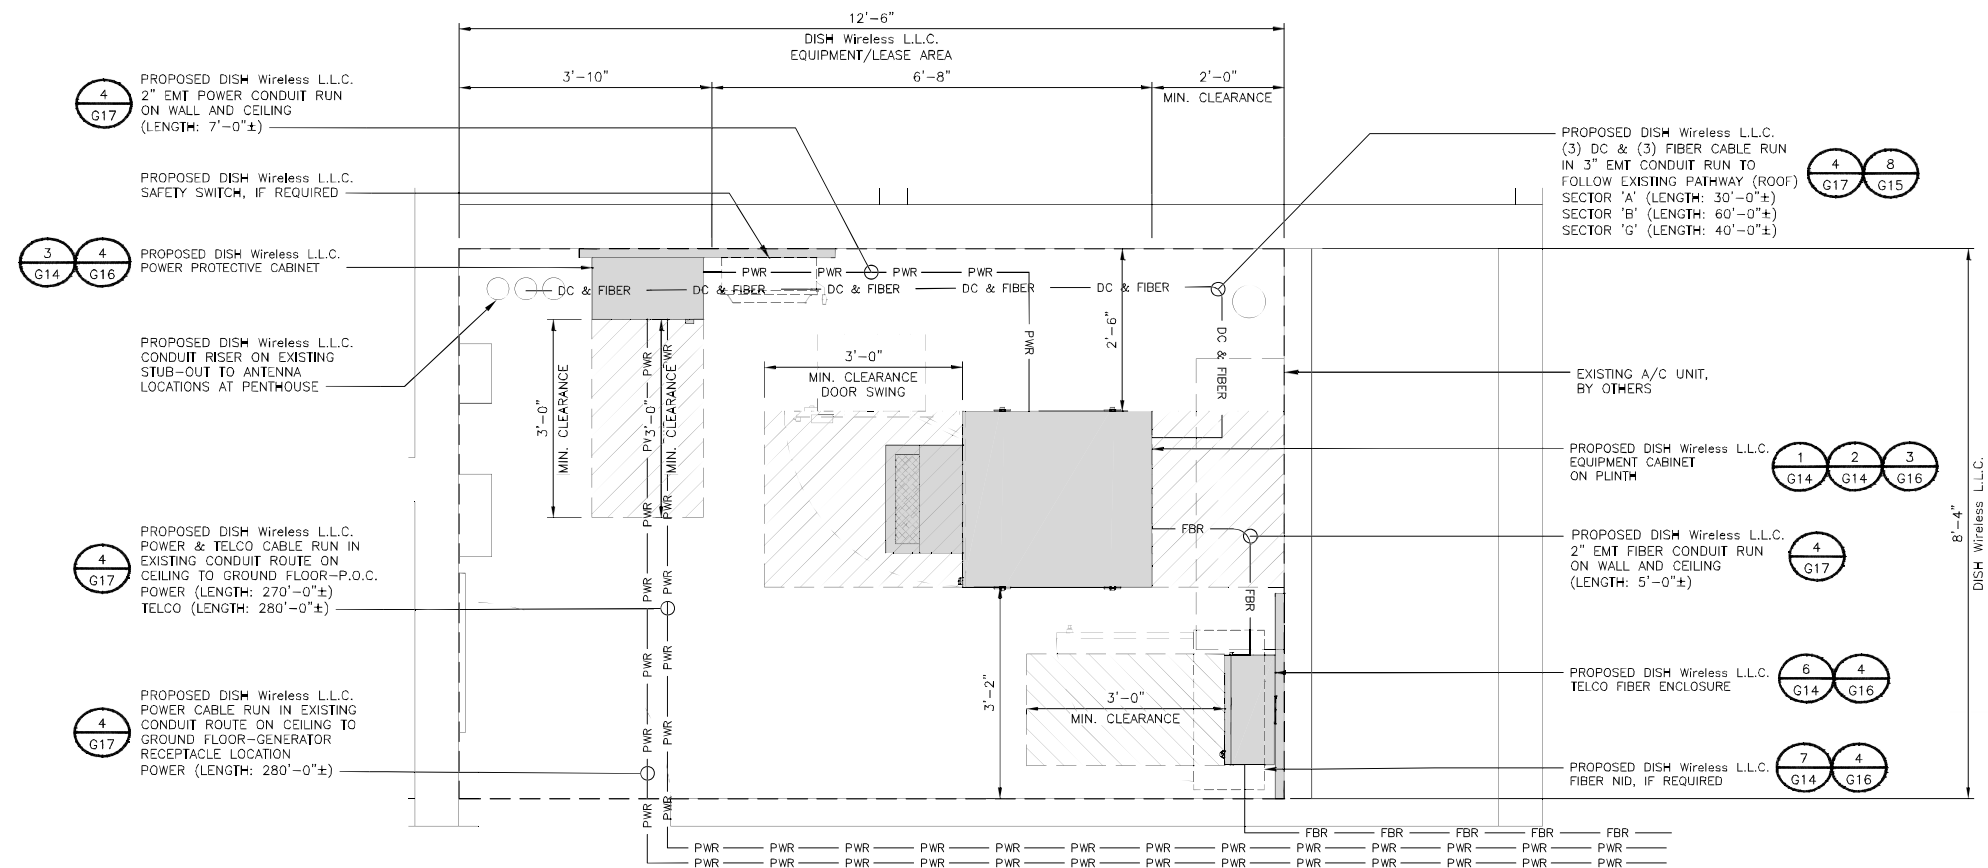 12'-6"
DISH Wireless L.L.C.
EQUIPMENT/LEASE AREA
3'-10"
6'-8"
2'-0"
MIN. CLEARANCE
4
G17
PROPOSED DISH Wireless L.L.C.
2" EMT POWER CONDUIT RUN
ON WALL AND CEILING
(LENGTH: 7'-0"±)
PROPOSED DISH Wireless L.L.C.
SAFETY SWITCH, IF REQUIRED
3
G14
4
G16
PROPOSED DISH Wireless L.L.C.
POWER PROTECTIVE CABINET
PROPOSED DISH Wireless L.L.C.
CONDUIT RISER ON EXISTING
STUB-OUT TO ANTENNA
LOCATIONS AT PENTHOUSE
4
G17
PROPOSED DISH Wireless L.L.C.
POWER & TELCO CABLE RUN IN
EXISTING CONDUIT ROUTE ON
CEILING TO GROUND FLOOR-P.O.C.
POWER (LENGTH: 270'-0"±)
TELCO (LENGTH: 280'-0"±)
4
G17
PROPOSED DISH Wireless L.L.C.
POWER CABLE RUN IN EXISTING
CONDUIT ROUTE ON CEILING TO
GROUND FLOOR-GENERATOR
RECEPTACLE LOCATION
POWER (LENGTH: 280'-0"±)
PWR PWR PWR PWR
DC & FIBER DC & FIBER DC & FIBER DC & FIBER DC & FIBER
3'-0"
MIN. CLEARANCE
3'-0"
MIN. CLEARANCE
PWR PWR PWR PWR PWR PWR PWR
PWR PWR PWR PWR PWR PWR
3'-0"
MIN. CLEARANCE
DOOR SWING
PWR
2'-6"
DC & FIBER
FBR
FBR
3'-2"
3'-0"
MIN. CLEARANCE
PROPOSED DISH Wireless L.L.C.
(3) DC & (3) FIBER CABLE RUN
IN 3" EMT CONDUIT RUN TO
FOLLOW EXISTING PATHWAY (ROOF)
SECTOR 'A' (LENGTH: 30'-0"±)
SECTOR 'B' (LENGTH: 60'-0"±)
SECTOR 'G' (LENGTH: 40'-0"±)
4
G17
8
G15
EXISTING A/C UNIT,
BY OTHERS
PROPOSED DISH Wireless L.L.C.
EQUIPMENT CABINET
ON PLINTH
1
G14
2
G14
3
G16
PROPOSED DISH Wireless L.L.C.
2" EMT FIBER CONDUIT RUN
ON WALL AND CEILING
(LENGTH: 5'-0"±)
4
G17
PROPOSED DISH Wireless L.L.C.
TELCO FIBER ENCLOSURE
6
G14
4
G16
PROPOSED DISH Wireless L.L.C.
FIBER NID, IF REQUIRED
7
G14
4
G16
8'-4"
DISH Wireless L.L.C.
FBR FBR FBR FBR FBR
PWR PWR PWR PWR PWR PWR PWR PWR PWR PWR PWR PWR PWR
PWR PWR PWR PWR PWR PWR PWR PWR PWR PWR PWR PWR PWR